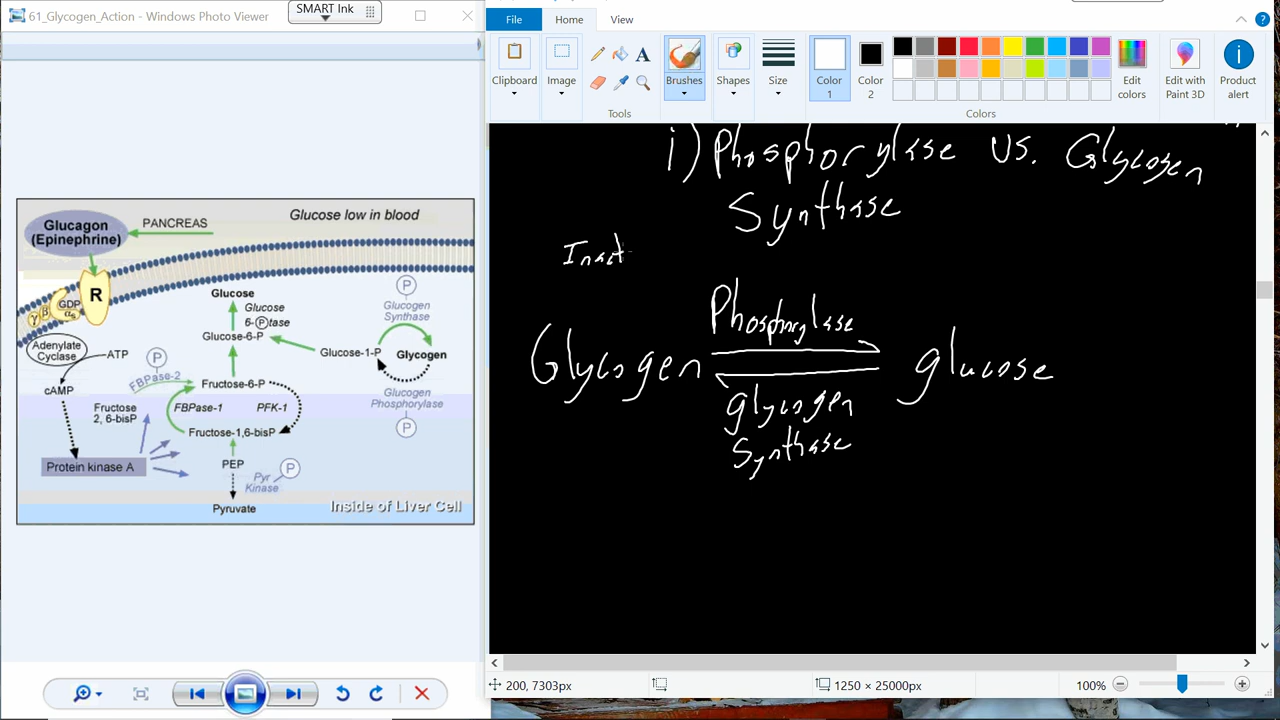 61_Glycogen_Action - Windows Photo Viewer
SMART Ink
File Home View
Clipboard
Image
Tools
Brushes
Shapes
Size
Color 1
Color 2
Edit colors
Colors
Edit with Paint 3D
Product alert
Glucose low in blood
Glucagon (Epinephrine)
PANCREAS
R
GDP
γ β αs
Adenylate Cyclase
ATP
cAMP
Protein kinase A
Glucose
Glucose 6-Ptase
Glucose-6-P
Glucose-1-P
P
Glucogen Synthase
Glycogen
Glucogen Phosphorylase
P
P
FBPase-2
Fructose 2, 6-bisP
Fructose-6-P
FBPase-1
PFK-1
Fructose-1,6-bisP
PEP
Pyr Kinase
P
Pyruvate
Inside of Liver Cell
i) Phosphorylase vs. Glycogen
Synthase
Inact
Phosphorylase
Glycogen glucose
glycogen
Synthase
200, 7303px
1250 × 25000px
100%